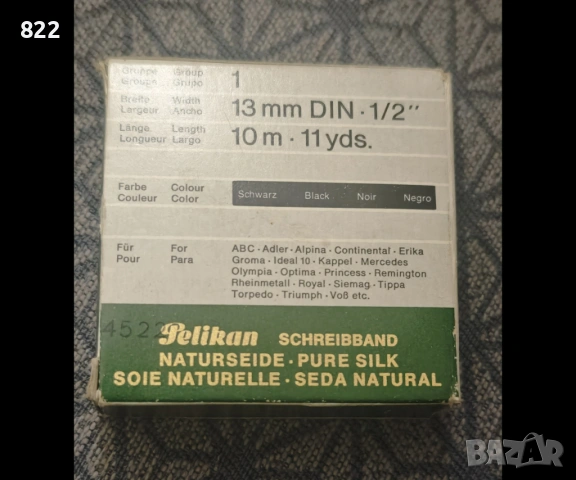 822
Gruppe Group 1
Groupe Grupo
Breite Width 13 mm DIN · 1/2"
Largeur Ancho
Länge Length 10 m · 11 yds.
Longueur Largo
Farbe Colour Schwarz Black Noir Negro
Couleur Color
Für For ABC · Adler · Alpina · Continental · Erika
Pour Para Groma · Ideal 10 · Kappel · Mercedes
Olympia · Optima · Princess · Remington
Rheinmetall · Royal · Siemag · Tippa
Torpedo · Triumph · Voß etc.
4522 Pelikan SCHREIBBAND
NATURSEIDE · PURE SILK
SOIE NATURELLE · SEDA NATURAL
BAZAR